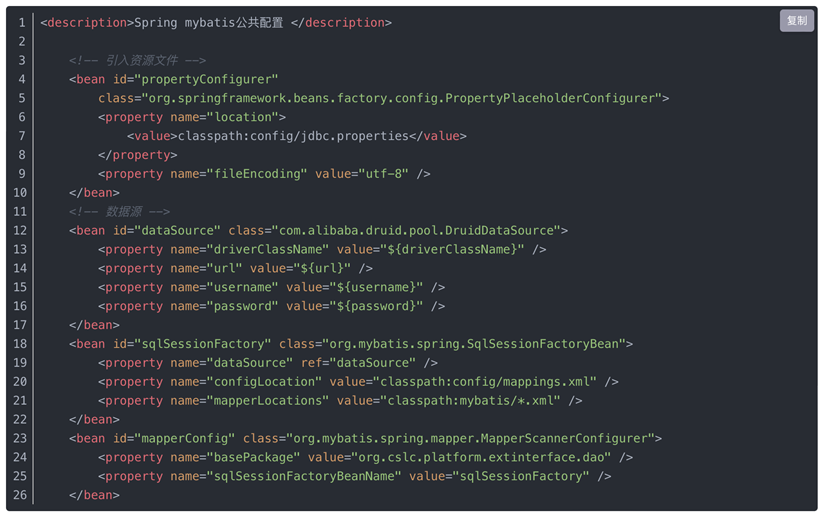 复制
1 <description>Spring mybatis公共配置 </description>
2
3     <!-- 引入资源文件 -->
4     <bean id="propertyConfigurer"
5         class="org.springframework.beans.factory.config.PropertyPlaceholderConfigurer">
6         <property name="location">
7             <value>classpath:config/jdbc.properties</value>
8         </property>
9         <property name="fileEncoding" value="utf-8" />
10     </bean>
11     <!-- 数据源 -->
12     <bean id="dataSource" class="com.alibaba.druid.pool.DruidDataSource">
13         <property name="driverClassName" value="${driverClassName}" />
14         <property name="url" value="${url}" />
15         <property name="username" value="${username}" />
16         <property name="password" value="${password}" />
17     </bean>
18     <bean id="sqlSessionFactory" class="org.mybatis.spring.SqlSessionFactoryBean">
19         <property name="dataSource" ref="dataSource" />
20         <property name="configLocation" value="classpath:config/mappings.xml" />
21         <property name="mapperLocations" value="classpath:mybatis/*.xml" />
22     </bean>
23     <bean id="mapperConfig" class="org.mybatis.spring.mapper.MapperScannerConfigurer">
24         <property name="basePackage" value="org.cslc.platform.extinterface.dao" />
25         <property name="sqlSessionFactoryBeanName" value="sqlSessionFactory" />
26     </bean>